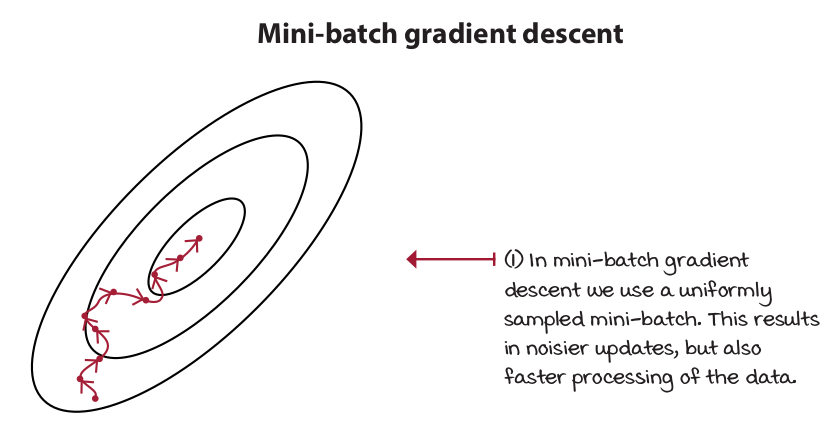 Mini-batch gradient descent
(1) In mini-batch gradient
descent we use a uniformly
sampled mini-batch. This results
in noisier updates, but also
faster processing of the data.